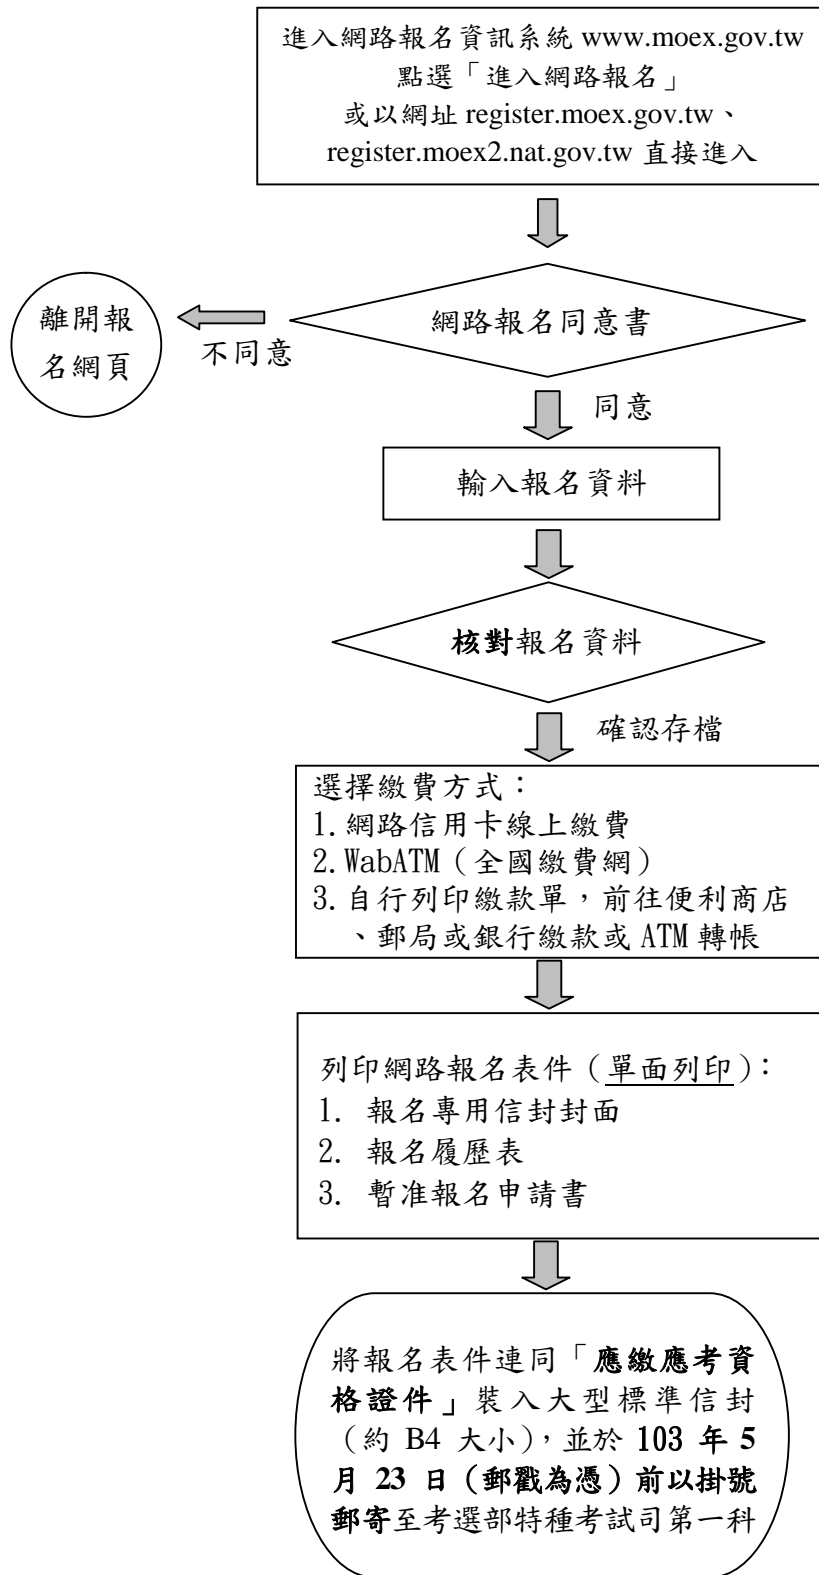 進入網路報名資訊系統 www.moex.gov.tw
點選「進入網路報名」
或以網址 register.moex.gov.tw、
register.moex2.nat.gov.tw 直接進入
網路報名同意書
離開報
名網頁
不同意
同意
輸入報名資料
核對報名資料
確認存檔
選擇繳費方式：
1.網路信用卡線上繳費
2.WabATM（全國繳費網）
3.自行列印繳款單，前往便利商店
、郵局或銀行繳款或 ATM 轉帳
列印網路報名表件（單面列印）：
1. 報名專用信封封面
2. 報名履歷表
3. 暫准報名申請書
將報名表件連同「應繳應考資
格證件」裝入大型標準信封
（約 B4 大小），並於 103 年 5
月 23 日（郵戳為憑）前以掛號
郵寄至考選部特種考試司第一科